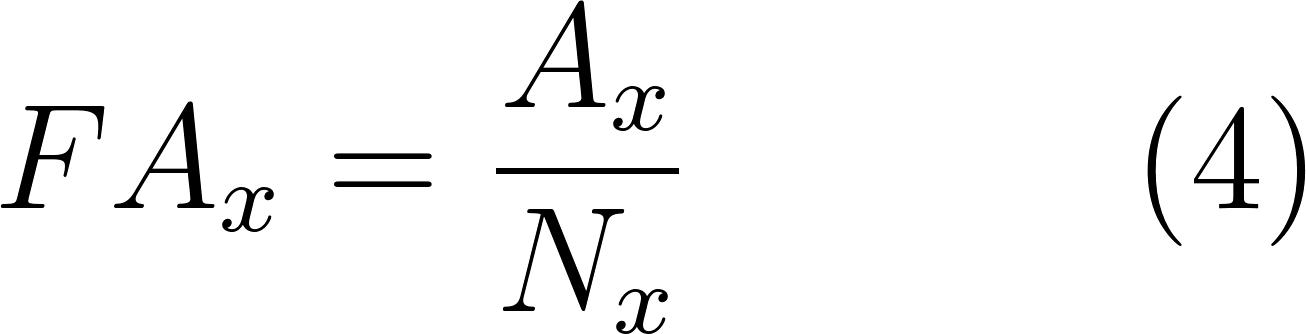 FA_x = \frac{A_x}{N_x} (4)